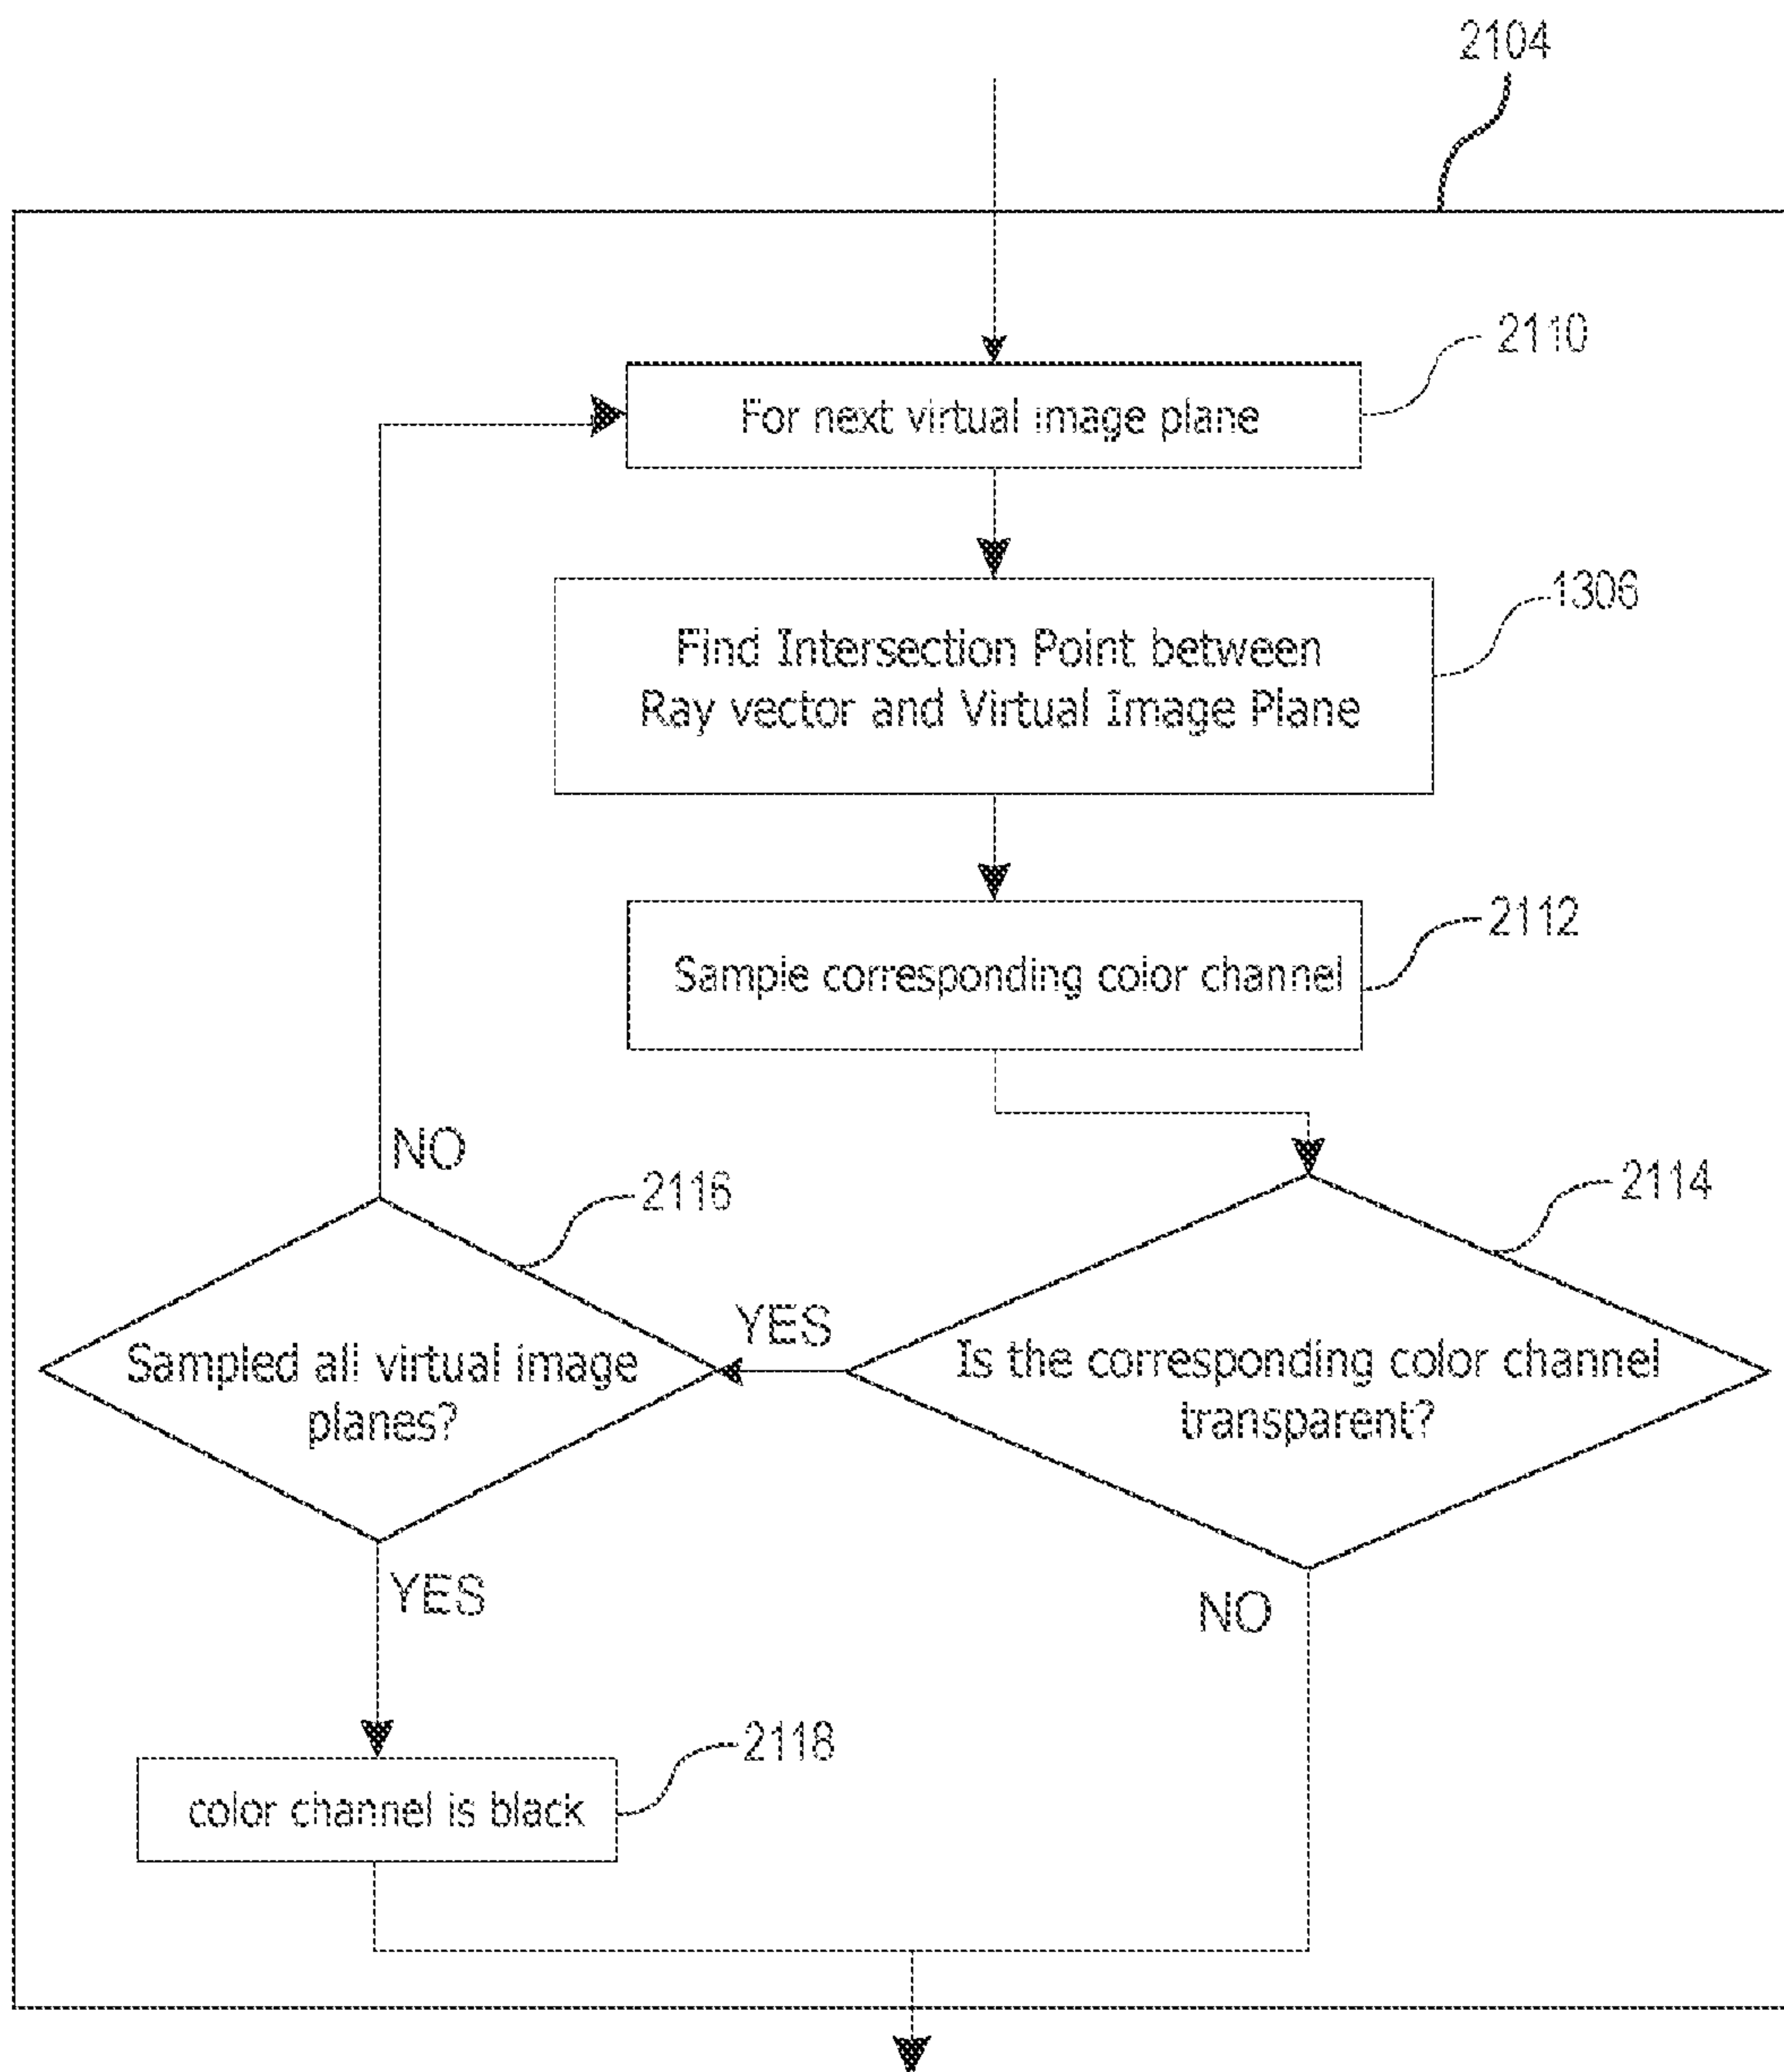 2104
For next virtual image plane
2110
Find Intersection Point between
Ray vector and Virtual Image Plane
1306
Sample corresponding color channel
2112
Is the corresponding color channel
transparent?
2114
YES
NO
Sampled all virtual image
planes?
2116
NO
YES
color channel is black
2118